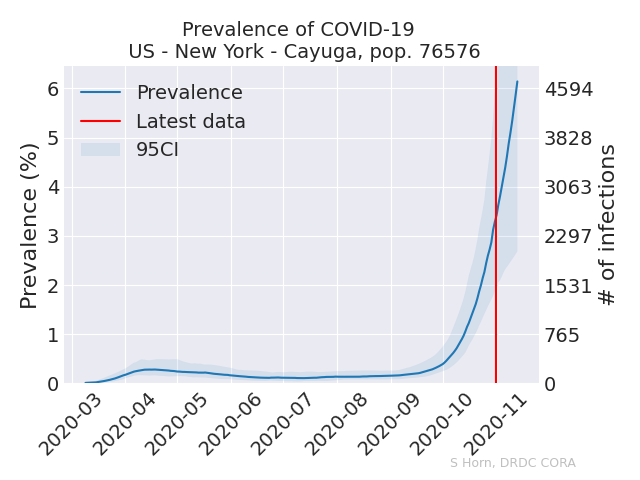 Prevalence of COVID-19
US - New York - Cayuga, pop. 76576
Prevalence
Latest data
95CI
Prevalence (%)
6
5
4
3
2
1
0
4594
3828
3063
2297
1531
765
0
# of infections
2020-03
2020-04
2020-05
2020-06
2020-07
2020-08
2020-09
2020-10
2020-11
S Horn, DRDC CORA